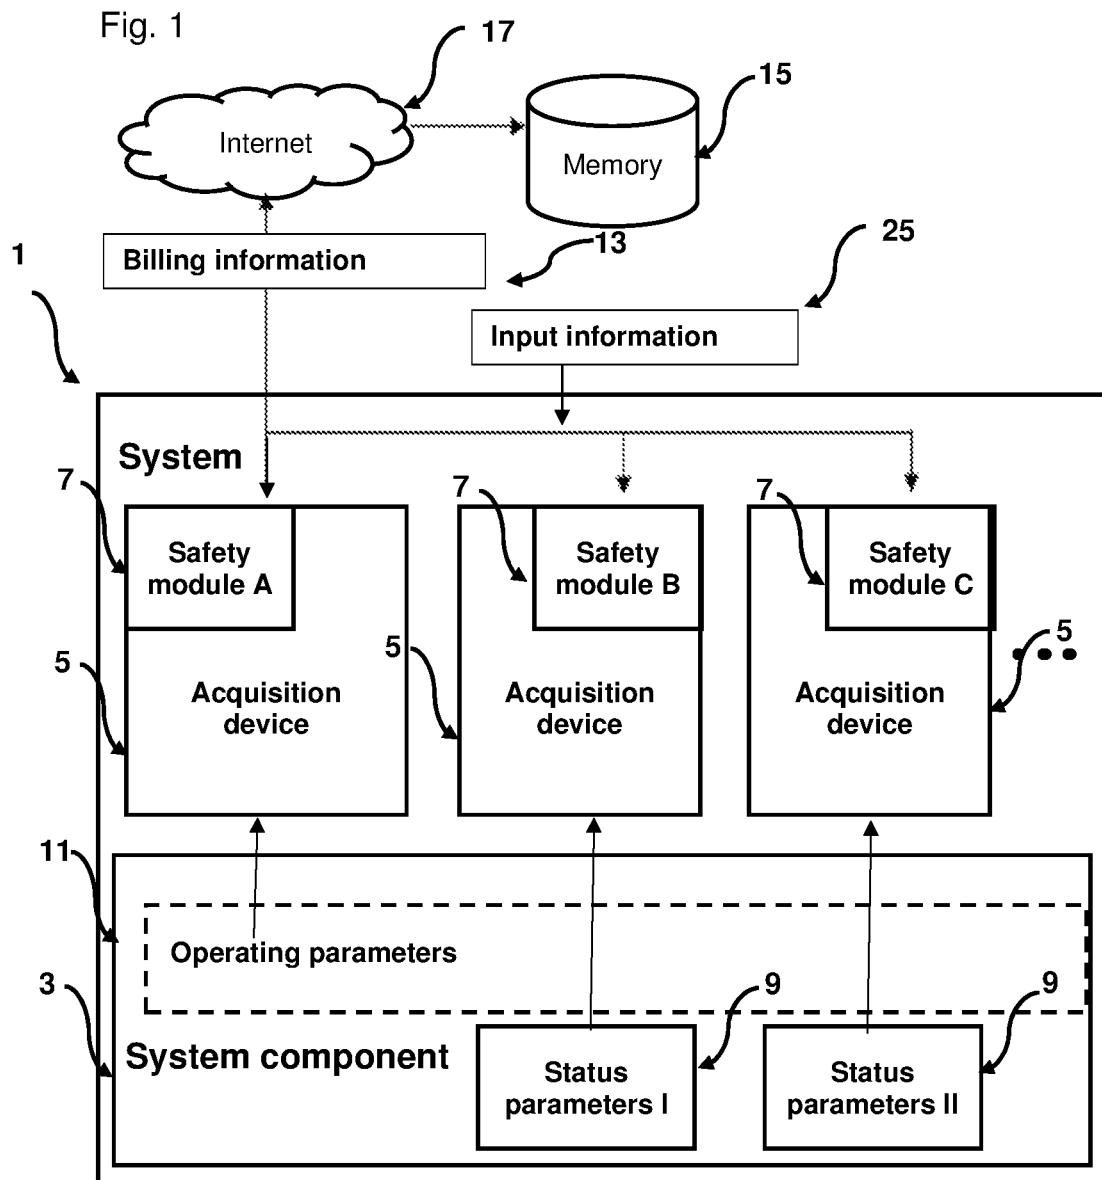 Fig. 1
17
15
Internet
Memory
25
13
1
Billing information
Input information
System
7
7
7
Safety
module A
Safety
module B
Safety
module C
5
5
5
Acquisition
device
Acquisition
device
Acquisition
device
11
Operating parameters
3
9
9
System component
Status
parameters I
Status
parameters II